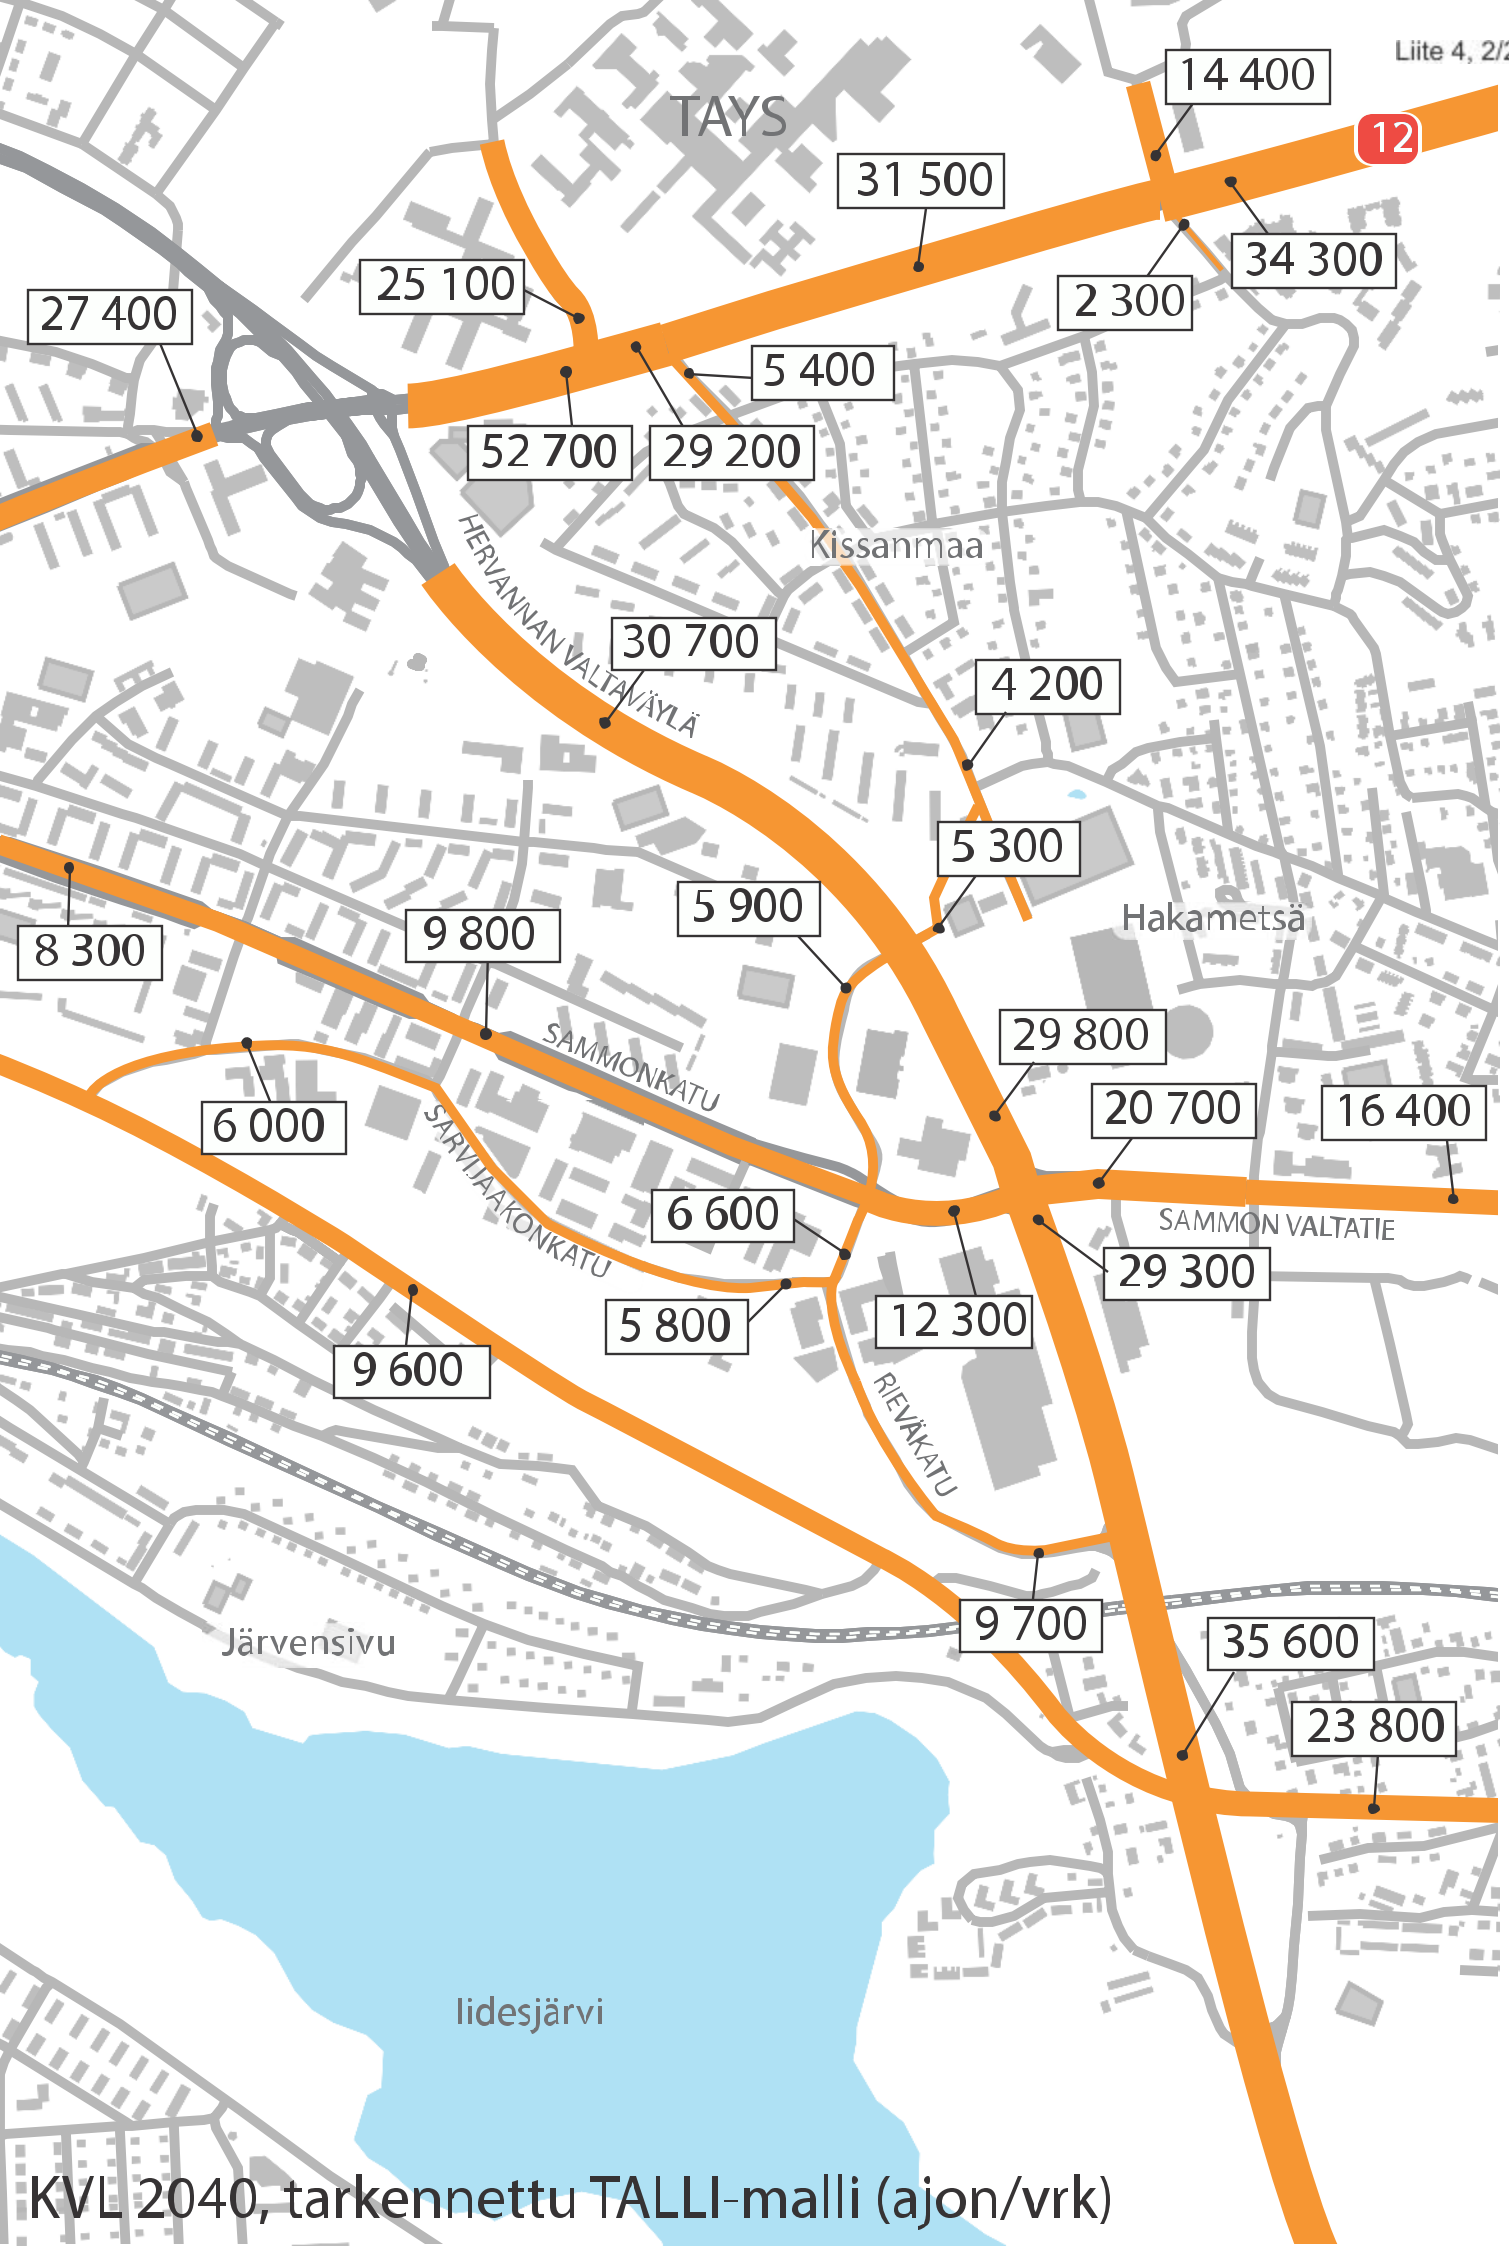 Liite 4, 2/2
14 400
TAYS
12
31 500
34 300
25 100
2 300
27 400
5 400
52 700
29 200
Kissanmaa
HERVANNAN VALTAVÄYLÄ
30 700
4 200
5 300
5 900
Hakametsä
8 300
9 800
29 800
SAMMONKATU
20 700
16 400
6 000
SARVIJAAKONKATU
6 600
SAMMON VALTATIE
29 300
5 800
12 300
9 600
RIEVÄKATU
9 700
Järvensivu
35 600
23 800
Iidesjärvi
KVL 2040, tarkennettu TALLI-malli (ajon/vrk)